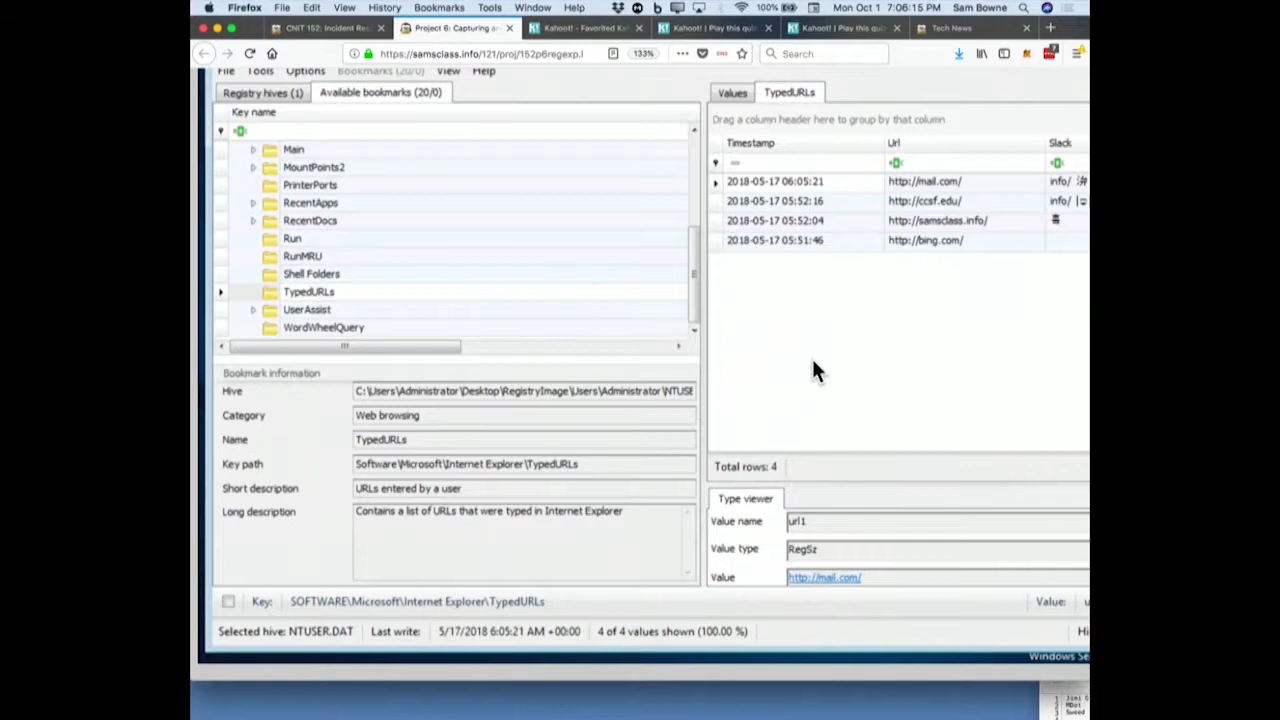 Firefox File Edit View History Bookmarks Tools Window Help 100% Mon Oct 1 7:06:15 PM Sam Bowne
CNIT 152: Incident Res Project 6: Capturing an Kahoot! - Favorited Ka Kahoot! | Play this quiz Kahoot! | Play this qui Tech News
https://samsclass.info/121/proj/152p6regexp.l 133% Search
File Tools Options Bookmarks (20/0) View Help
Registry hives (1) Available bookmarks (20/0)
Values TypedURLs
Key name
Drag a column header here to group by that column
Timestamp Url Slack
Main
MountPoints2
PrinterPorts
RecentApps
RecentDocs
Run
RunMRU
Shell Folders
TypedURLs
UserAssist
WordWheelQuery
2018-05-17 06:05:21 http://mail.com/ info/
2018-05-17 05:52:16 http://ccsf.edu/ info/
2018-05-17 05:52:04 http://samsclass.info/
2018-05-17 05:51:46 http://bing.com/
Bookmark information
Hive C:\Users\Administrator\Desktop\RegistryImage\Users\Administrator\NTUSE
Category Web browsing
Name TypedURLs
Key path Software\Microsoft\Internet Explorer\TypedURLs
Short description URLs entered by a user
Long description Contains a list of URLs that were typed in Internet Explorer
Total rows: 4
Type viewer
Value name url1
Value type RegSz
Value http://mail.com/
Key: SOFTWARE\Microsoft\Internet Explorer\TypedURLs Value: u
Selected hive: NTUSER.DAT Last write: 5/17/2018 6:05:21 AM +00:00 4 of 4 values shown (100.00 %) Hi
Windows Se